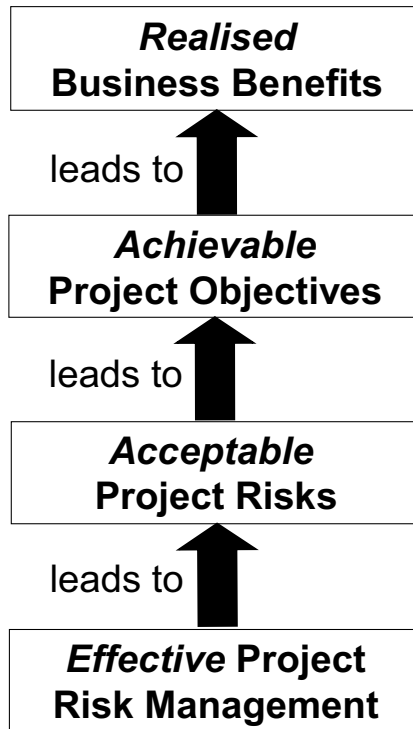 Realised
Business Benefits
leads to
Achievable
Project Objectives
leads to
Acceptable
Project Risks
leads to
Effective Project
Risk Management